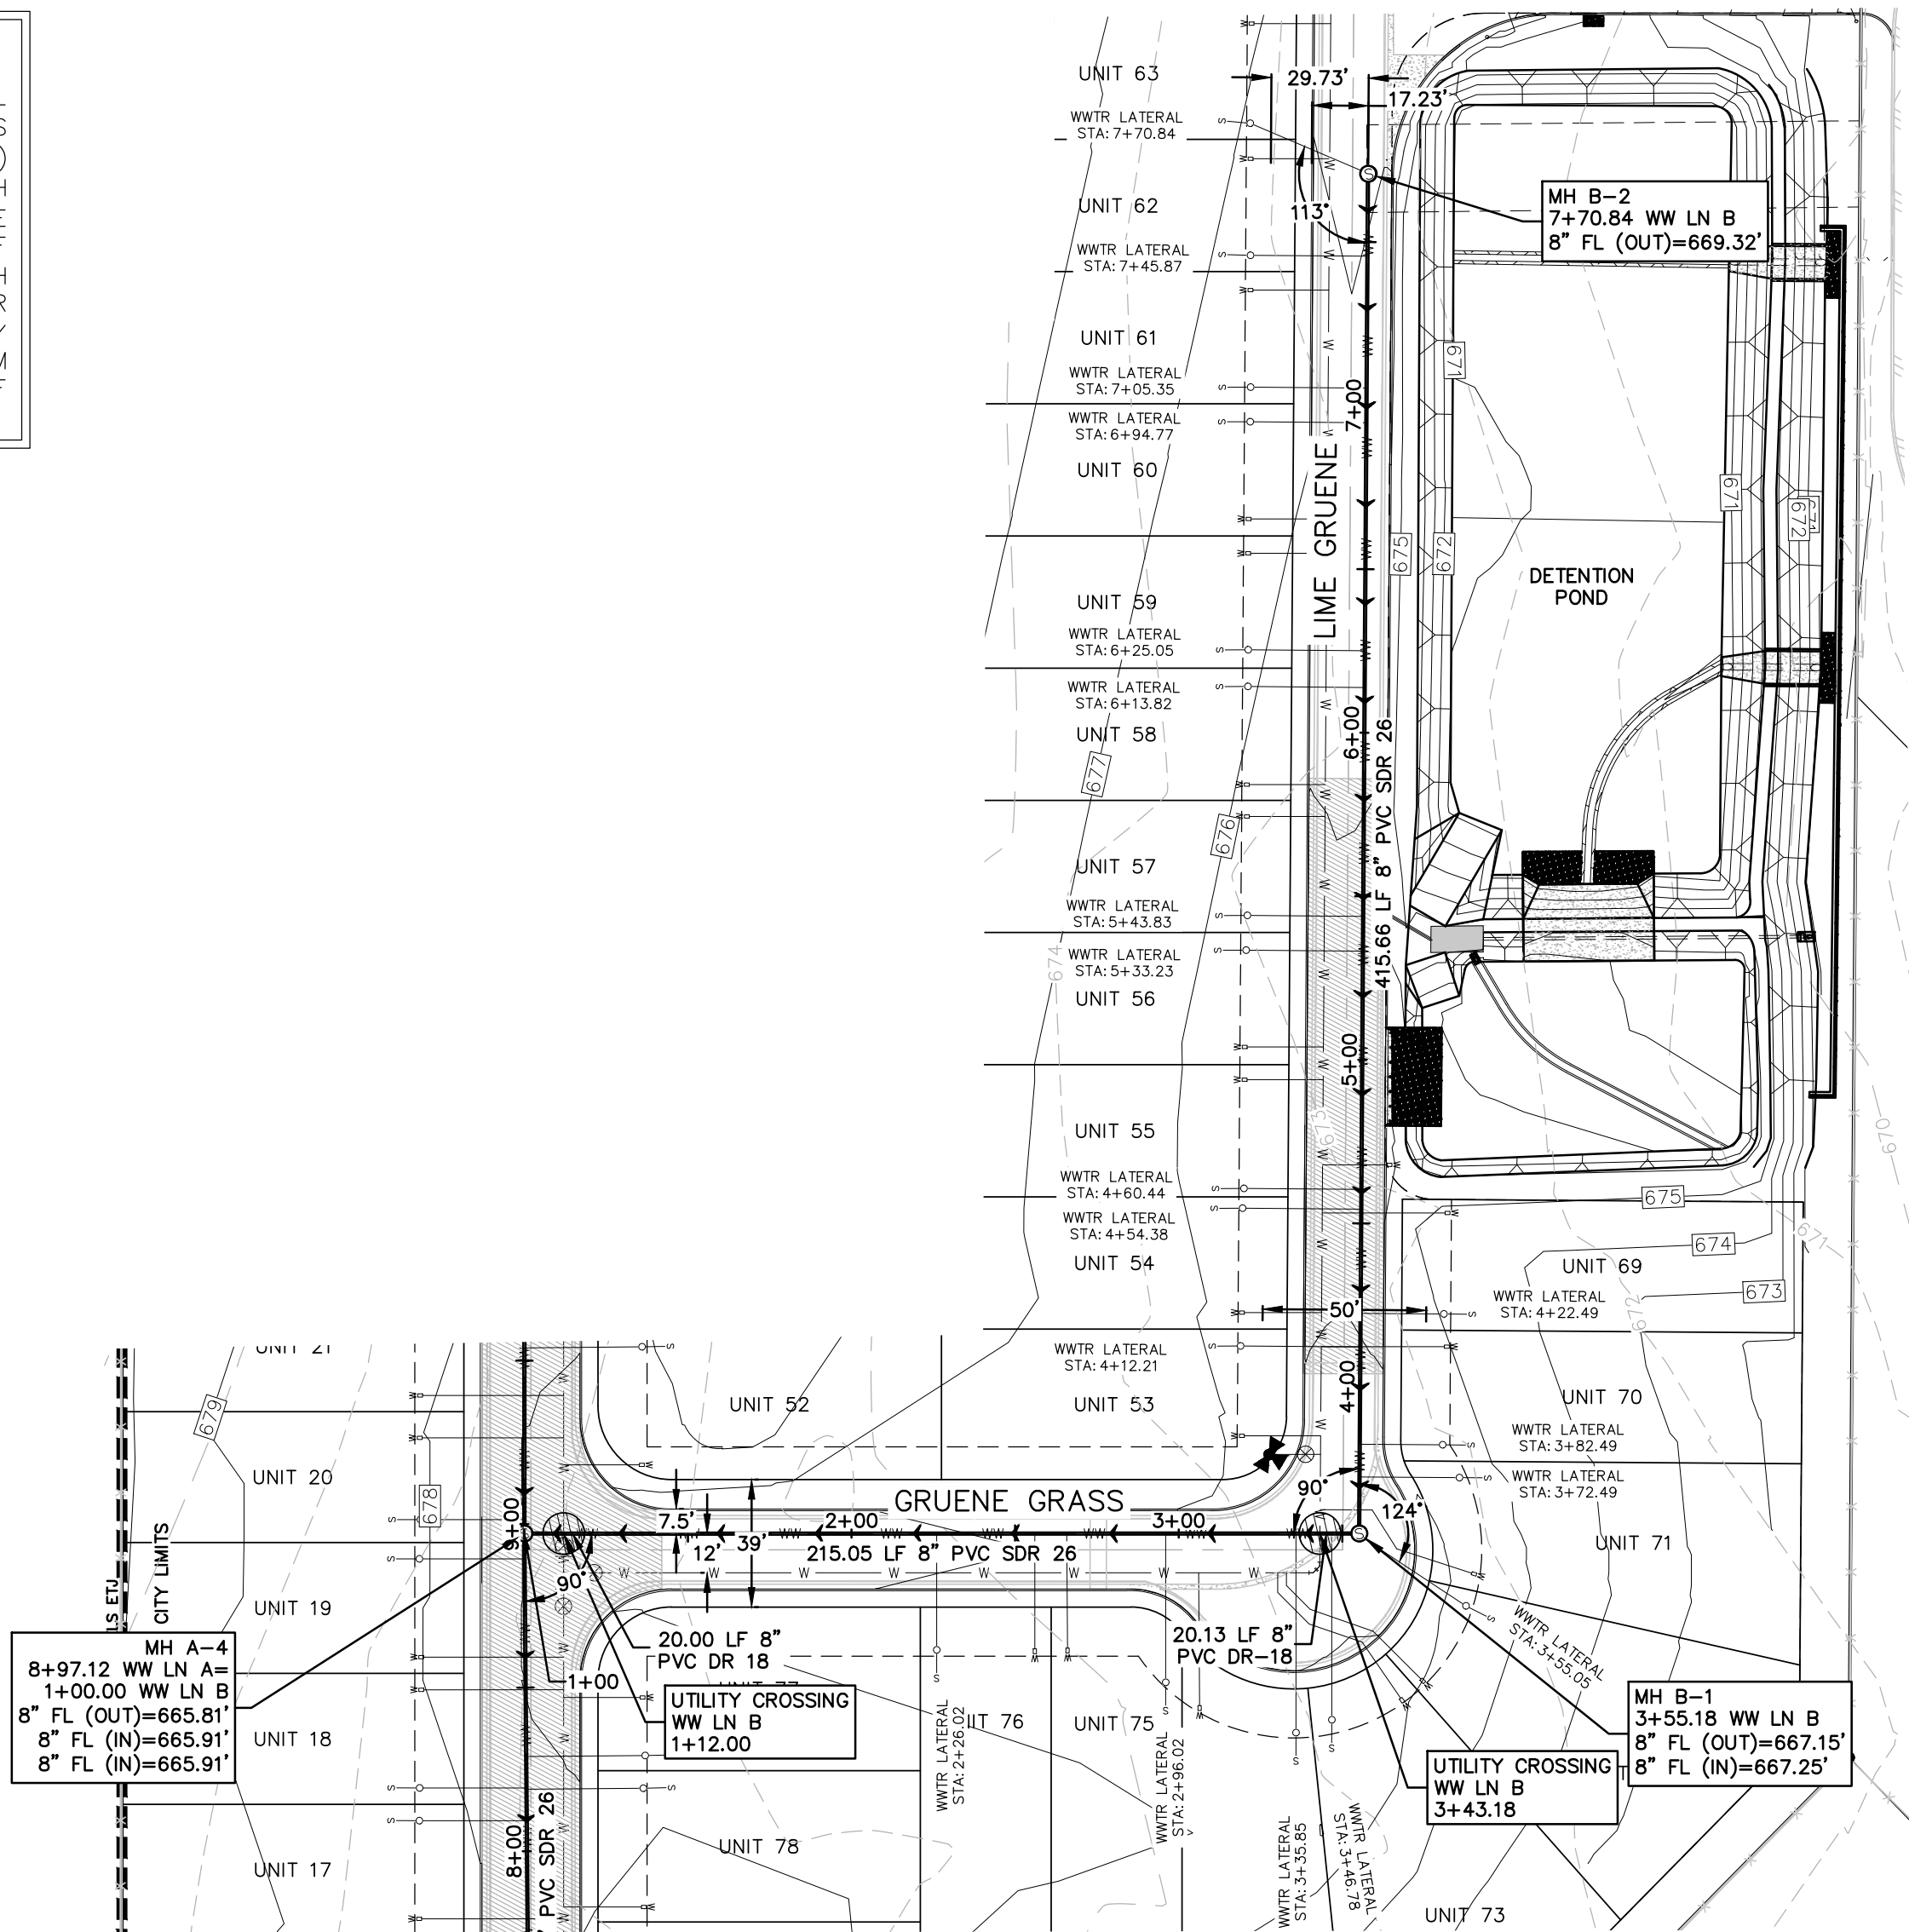 UNIT 63
29.73'
17.23'
WWTR LATERAL
STA: 7+70.84
UNIT 62
113°
MH B-2
7+70.84 WW LN B
8" FL (OUT)=669.32'
WWTR LATERAL
STA: 7+45.87
UNIT 61
WWTR LATERAL
STA: 7+05.35
7+00
671
WWTR LATERAL
STA: 6+94.77
UNIT 60
LIME GRUENE
675
672
671
672
671
DETENTION
POND
UNIT 59
WWTR LATERAL
STA: 6+25.05
WWTR LATERAL
STA: 6+13.82
UNIT 58
6+00
677
676
415.66 LF 8" PVC SDR 26
UNIT 57
WWTR LATERAL
STA: 5+43.83
WWTR LATERAL
STA: 5+33.23
674
UNIT 56
5+00
673
UNIT 55
670
WWTR LATERAL
STA: 4+60.44
WWTR LATERAL
STA: 4+54.38
UNIT 54
675
674
671
UNIT 69
673
672
WWTR LATERAL
STA: 4+22.49
50'
WWTR LATERAL
STA: 4+12.21
4+00
UNIT 53
UNIT 52
UNIT 70
WWTR LATERAL
STA: 3+82.49
WWTR LATERAL
STA: 3+72.49
UNIT 21
679
UNIT 20
678
GRUENE GRASS
90°
124°
9+00
7.5'
2+00
3+00
12'
39'
215.05 LF 8" PVC SDR 26
UNIT 71
90°
LS ETJ
CITY LIMITS
UNIT 19
MH A-4
8+97.12 WW LN A=
1+00.00 WW LN B
8" FL (OUT)=665.81'
8" FL (IN)=665.91'
8" FL (IN)=665.91'
1+00
20.00 LF 8"
PVC DR 18
20.13 LF 8"
PVC DR-18
WWTR LATERAL
STA: 3+55.05
UTILITY CROSSING
WW LN B
1+12.00
UNIT 18
76
UNIT 75
MH B-1
3+55.18 WW LN B
8" FL (OUT)=667.15'
8" FL (IN)=667.25'
WWTR LATERAL
STA: 2+26.02
WWTR LATERAL
STA: 2+96.02
UTILITY CROSSING
WW LN B
3+43.18
8+00
PVC SDR 26
UNIT 78
UNIT 17
WWTR LATERAL
STA: 3+35.85
WWTR LATERAL
STA: 3+46.78
UNIT 73